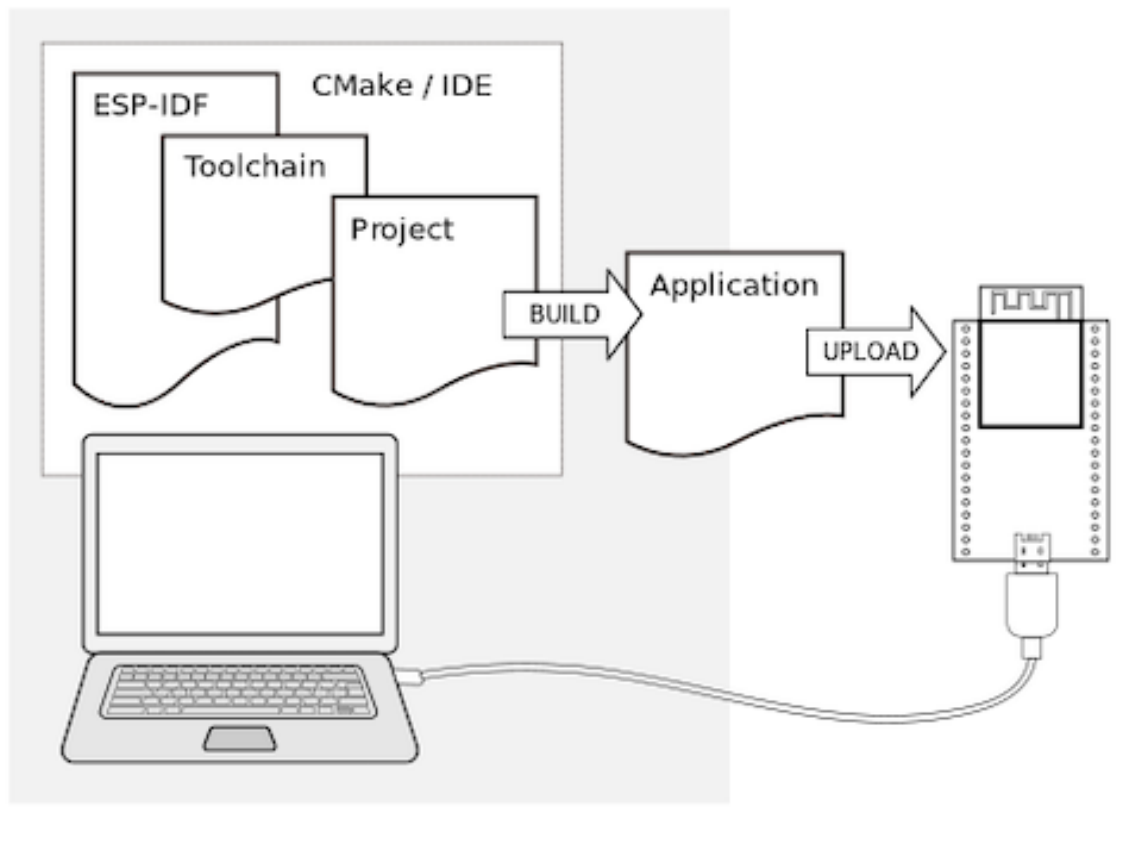 CMake / IDE
ESP-IDF
Toolchain
Project
BUILD
Application
UPLOAD